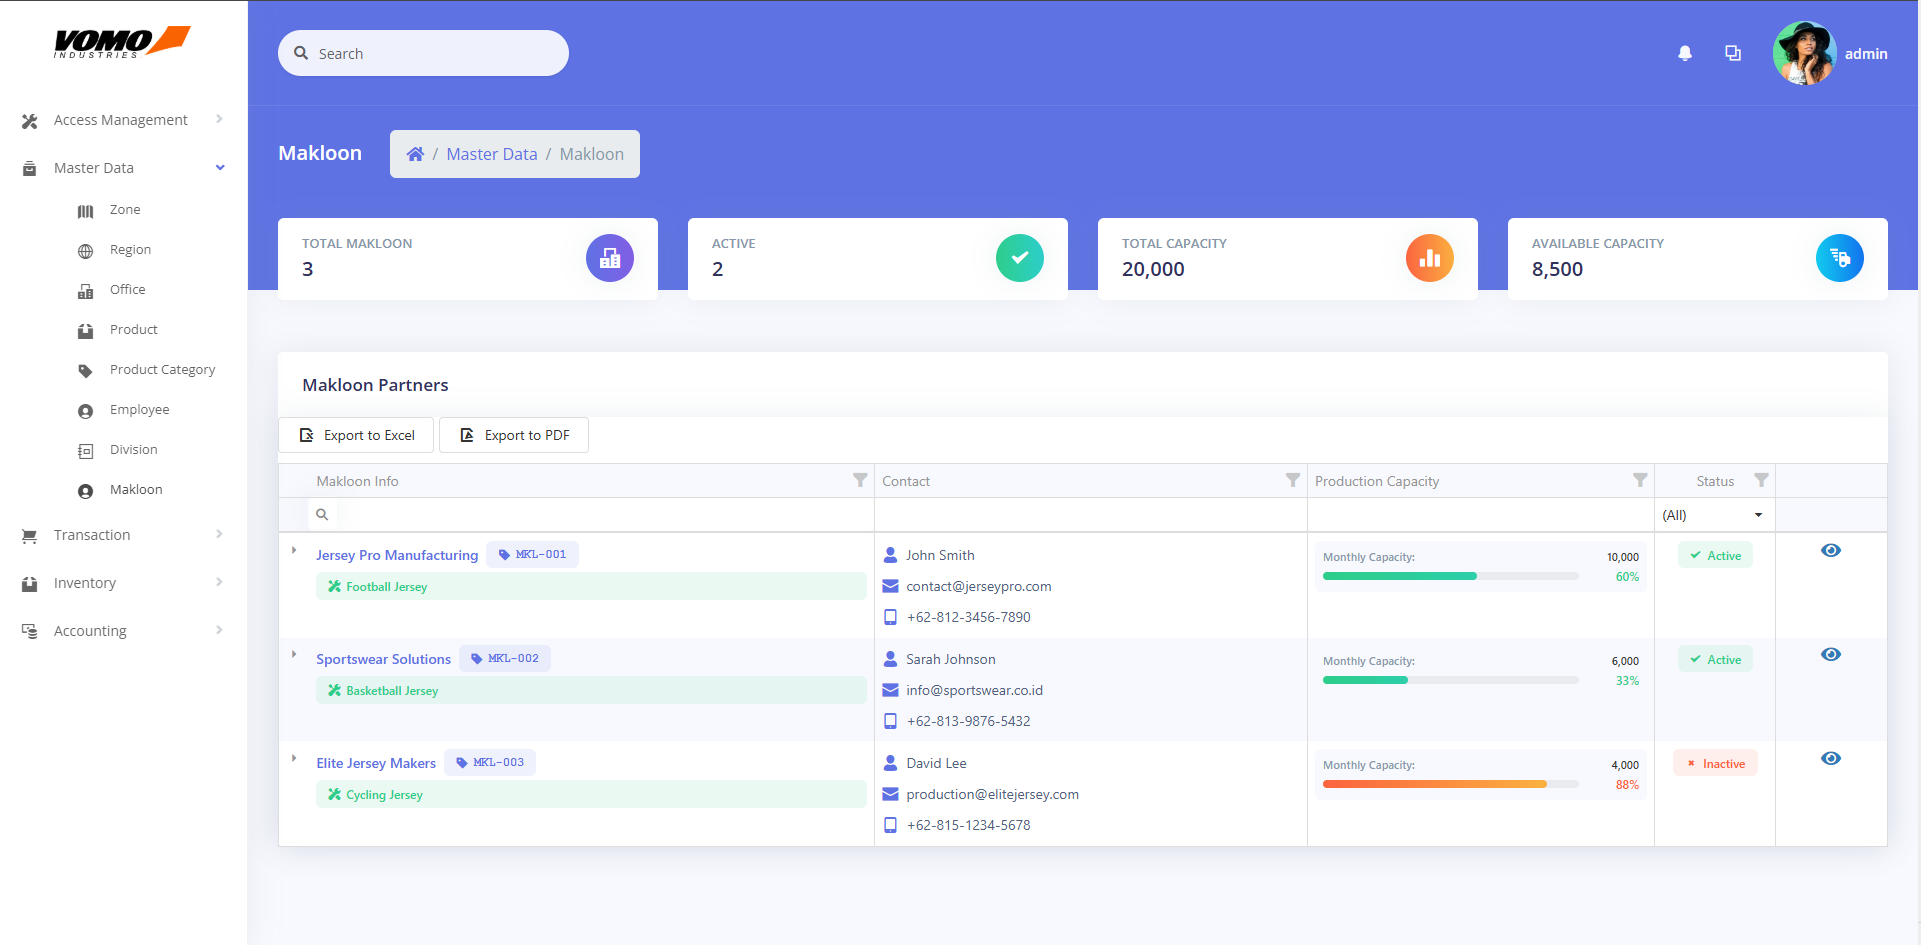 VOMO
INDUSTRIES
Search
admin
Access Management
Master Data
Zone
Region
Office
Product
Product Category
Employee
Division
Makloon
Transaction
Inventory
Accounting
Makloon
/ Master Data / Makloon
TOTAL MAKLOON
3
ACTIVE
2
TOTAL CAPACITY
20,000
AVAILABLE CAPACITY
8,500
Makloon Partners
Export to Excel
Export to PDF
Makloon Info
Contact
Production Capacity
Status
(All)
Jersey Pro Manufacturing
MKL-001
Football Jersey
John Smith
contact@jerseypro.com
+62-812-3456-7890
Monthly Capacity:
10,000
60%
Active
Sportswear Solutions
MKL-002
Basketball Jersey
Sarah Johnson
info@sportswear.co.id
+62-813-9876-5432
Monthly Capacity:
6,000
33%
Active
Elite Jersey Makers
MKL-003
Cycling Jersey
David Lee
production@elitejersey.com
+62-815-1234-5678
Monthly Capacity:
4,000
88%
Inactive